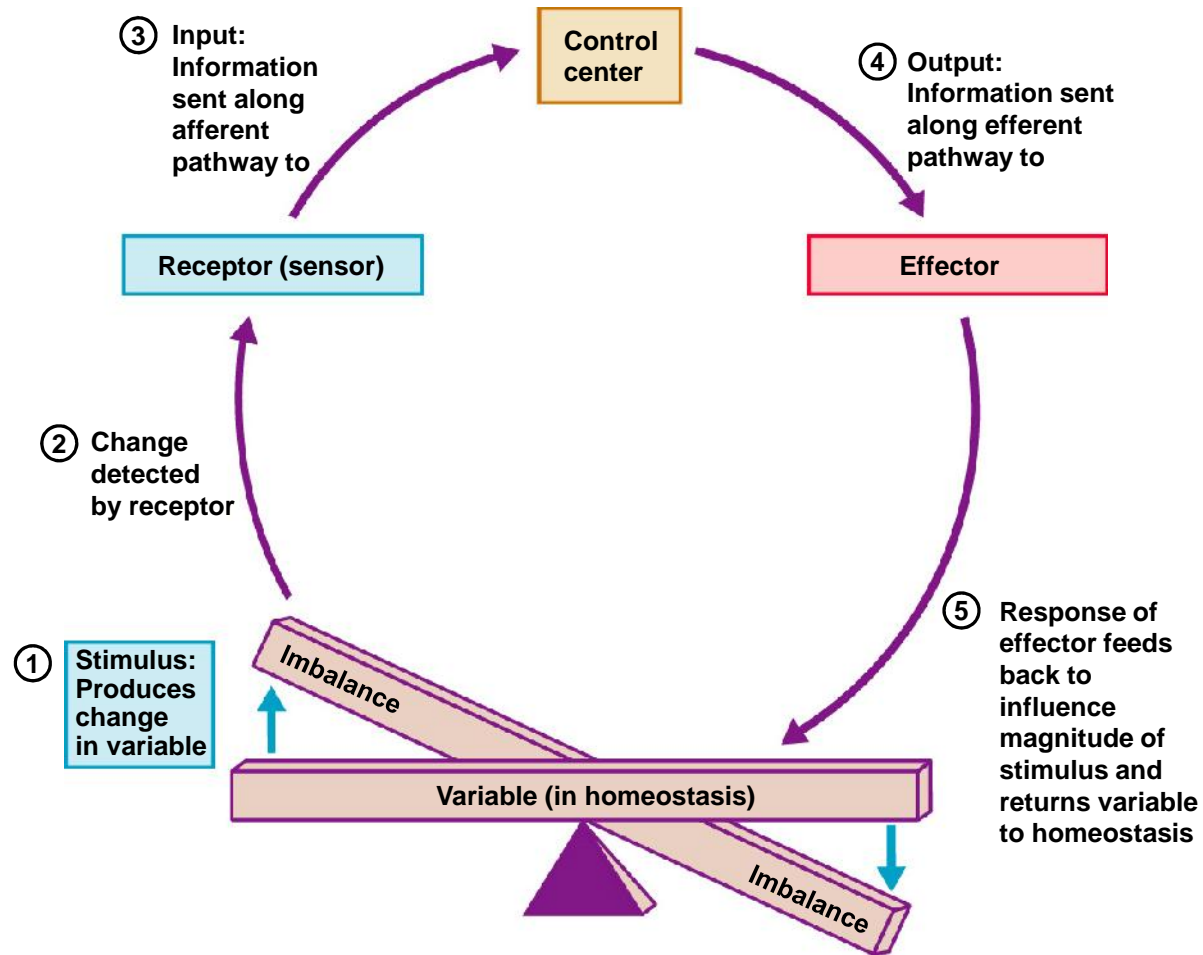 3 Input:
Information
sent along
afferent
pathway to
Control
center
4 Output:
Information sent
along efferent
pathway to
Receptor (sensor)
Effector
2 Change
detected
by receptor
1 Stimulus:
Produces
change
in variable
Imbalance
Variable (in homeostasis)
Imbalance
5 Response of
effector feeds
back to
influence
magnitude of
stimulus and
returns variable
to homeostasis